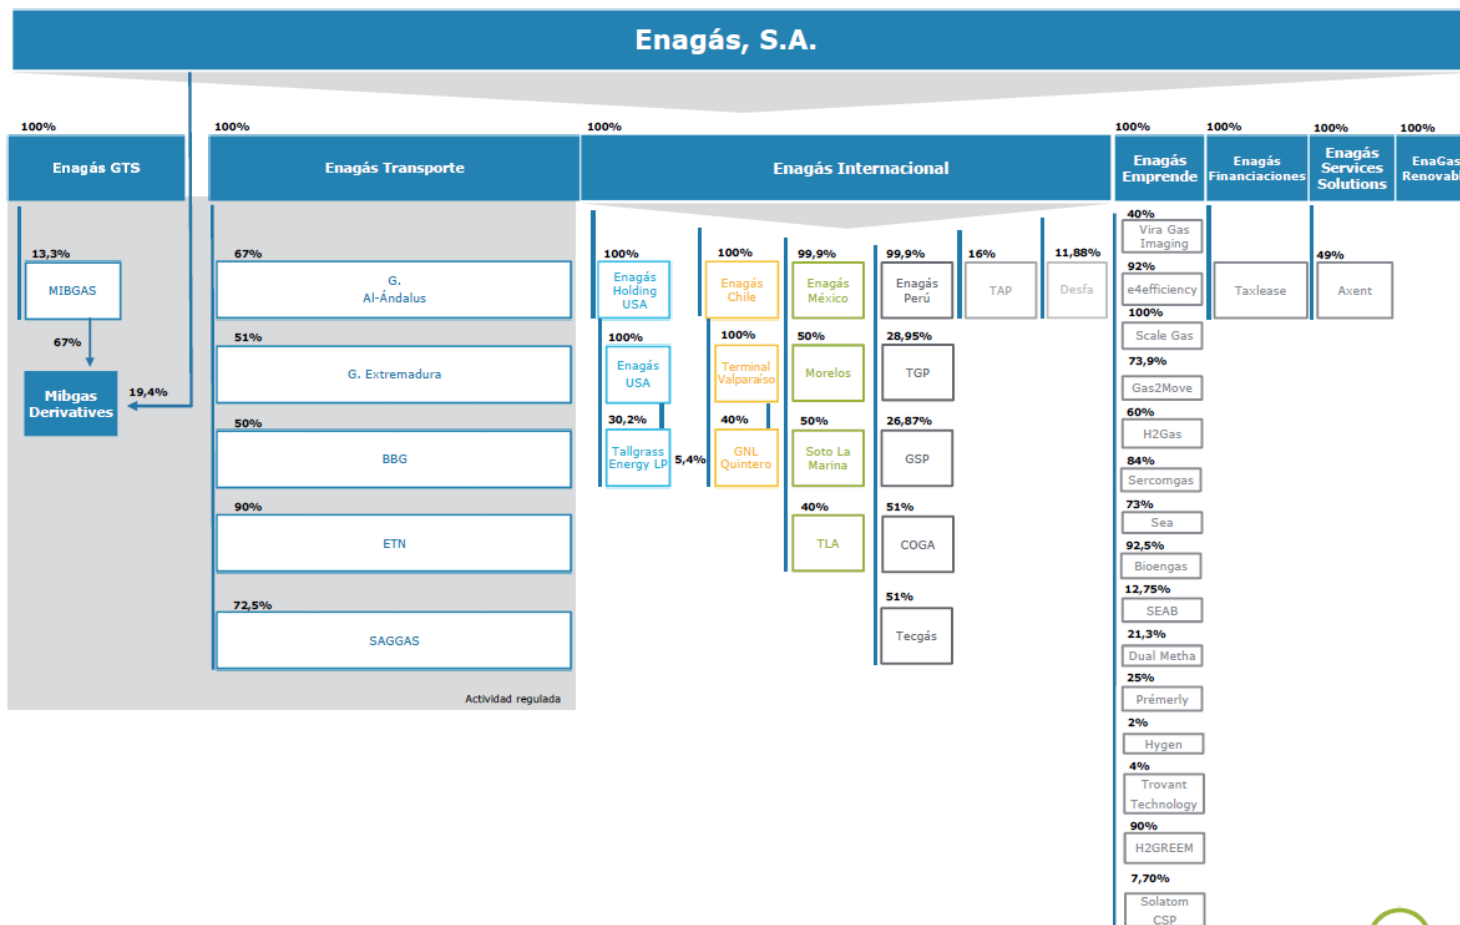 Enagás, S.A.
100%
Enagás GTS
13,3%
MIBGAS
67%
Mibgas
Derivatives
19,4%
100%
Enagás Transporte
67%
G.
Al-Ándalus
51%
G. Extremadura
50%
BBG
90%
ETN
72,5%
SAGGAS
Actividad regulada
100%
Enagás Internacional
100%
Enagás
Holding
USA
100%
Enagás
USA
30,2%
Tallgrass
Energy LP
5,4%
100%
Enagás
Chile
100%
Terminal
Valparaíso
40%
GNL
Quintero
99,9%
Enagás
México
50%
Morelos
50%
Soto La
Marina
40%
TLA
99,9%
Enagás
Perú
28,95%
TGP
26,87%
GSP
51%
COGA
51%
Tecgás
16%
TAP
11,88%
Desfa
100%
Enagás
Emprende
40%
Vira Gas
Imaging
92%
e4efficiency
100%
Scale Gas
73,9%
Gas2Move
60%
H2Gas
84%
Sercomgas
73%
Sea
92,5%
Bioengas
12,75%
SEAB
21,3%
Dual Metha
25%
Prémerly
2%
Hygen
4%
Trovant
Technology
90%
H2GREEM
7,70%
Solatom
CSP
100%
Enagás
Financiaciones
Taxlease
100%
Enagás
Services
Solutions
49%
Axent
100%
EnaGas
Renovabl